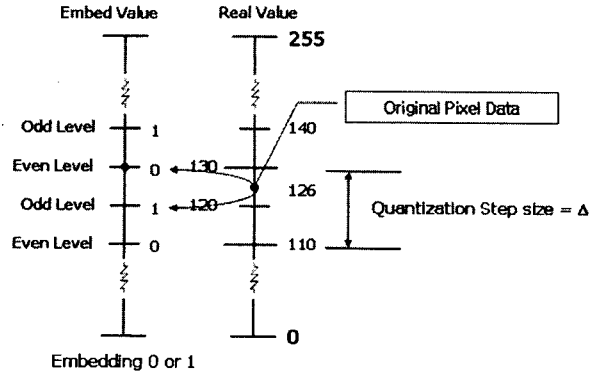 Embed Value Real Value
255
Original Pixel Data
Odd Level 1 140
Even Level 0 130
126
Odd Level 1 120
Quantization Step size = Δ
Even Level 0 110
0
Embedding 0 or 1